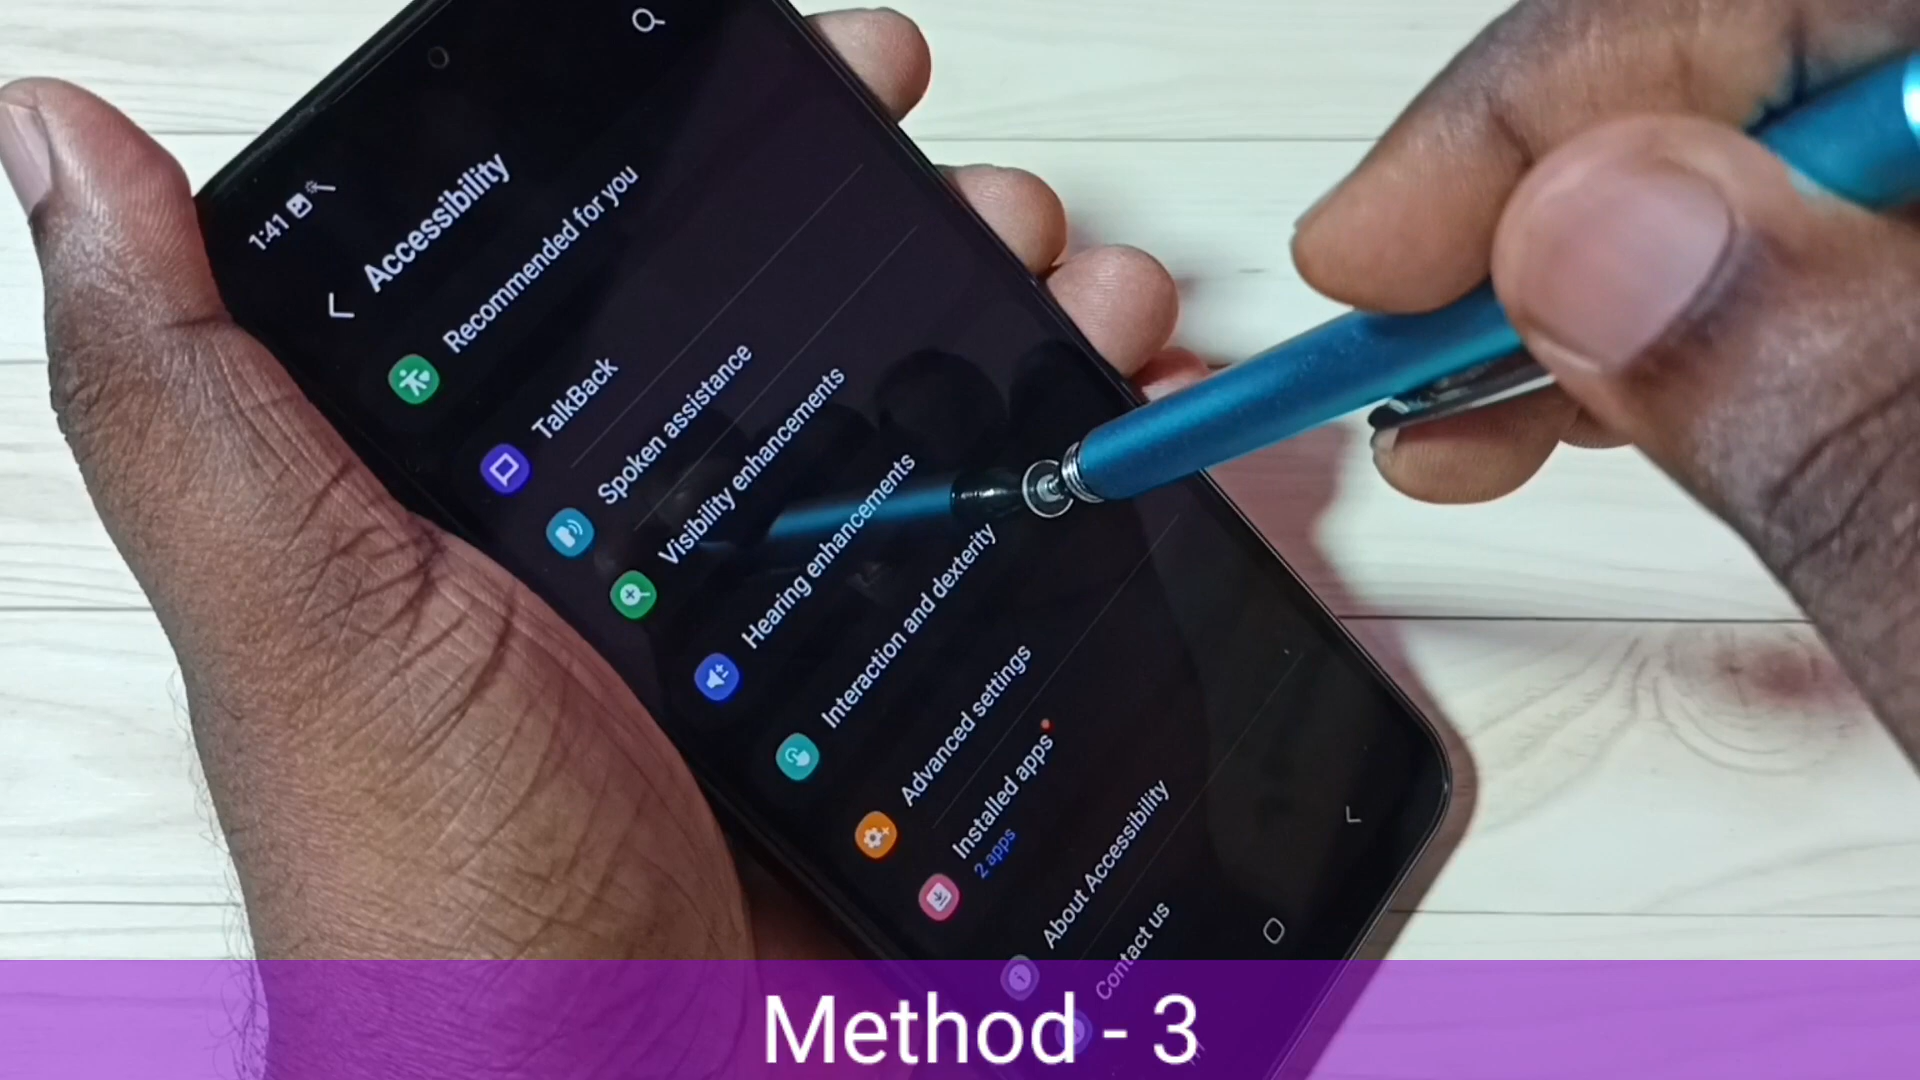 1:41
Accessibility
Recommended for you
TalkBack
Spoken assistance
Visibility enhancements
Hearing enhancements
Interaction and dexterity
Advanced settings
Installed apps
2 apps
About Accessibility
Contact us
Method - 3